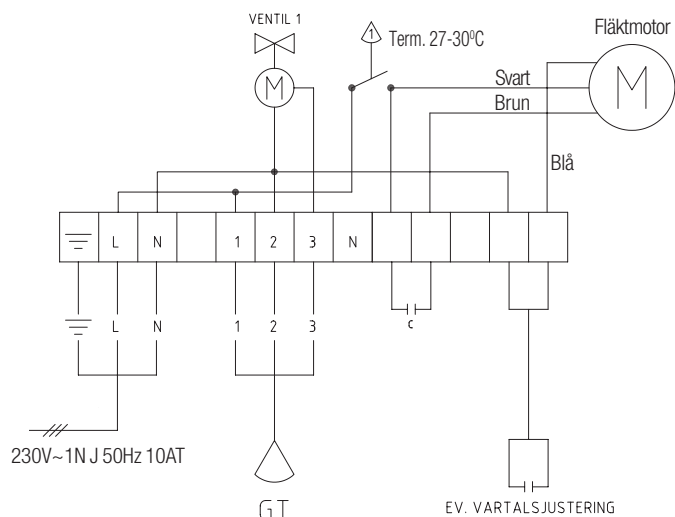 VENTIL 1
M
1
Term. 27-30⁰C
Fläktmotor
M
Svart
Brun
Blå
L N 1 2 3 N
L N 1 2 3
c
230V~1N J 50Hz 10AT
GT
EV. VARTALSJUSTERING